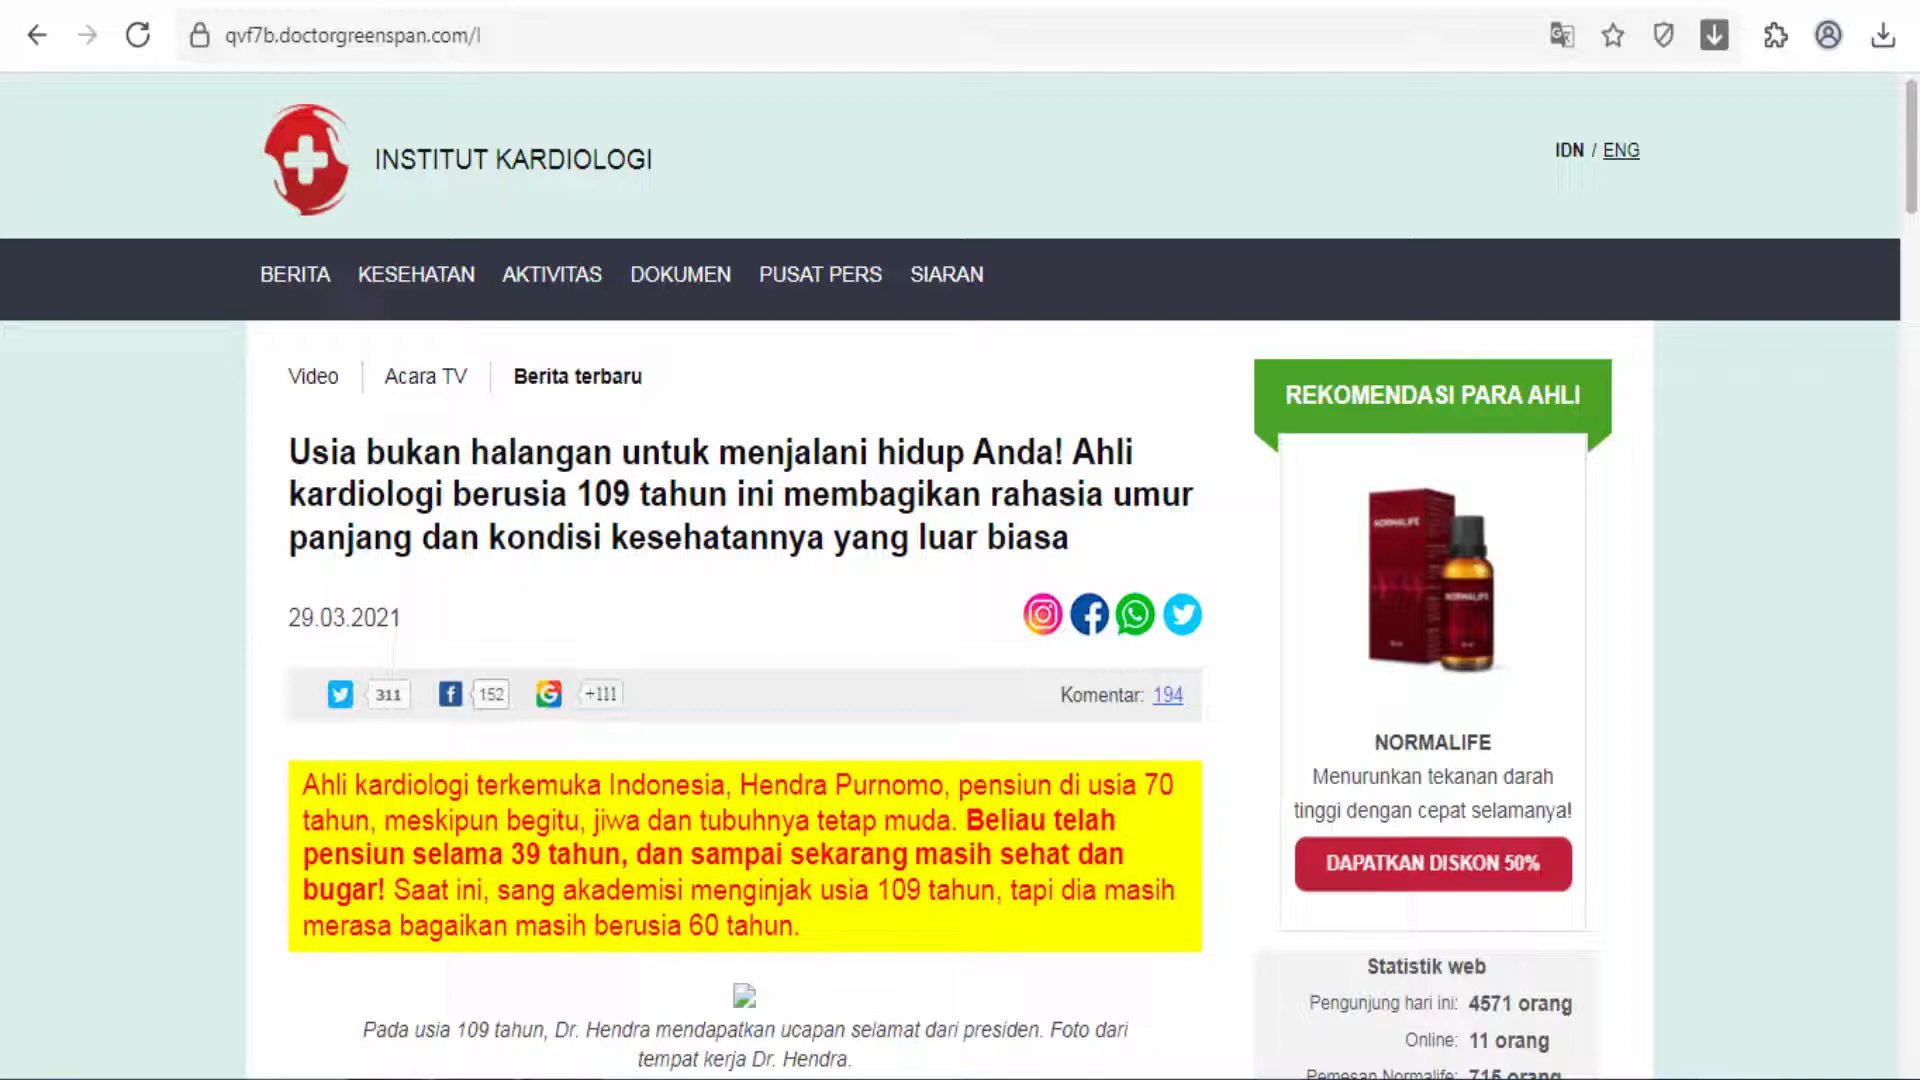 qvf7b.doctorgreenspan.com/l
INSTITUT KARDIOLOGI
IDN / ENG
BERITA KESEHATAN AKTIVITAS DOKUMEN PUSAT PERS SIARAN
Video Acara TV Berita terbaru
Usia bukan halangan untuk menjalani hidup Anda! Ahli
kardiologi berusia 109 tahun ini membagikan rahasia umur
panjang dan kondisi kesehatannya yang luar biasa
29.03.2021
311 152 +111 Komentar: 194
Ahli kardiologi terkemuka Indonesia, Hendra Purnomo, pensiun di usia 70
tahun, meskipun begitu, jiwa dan tubuhnya tetap muda. Beliau telah
pensiun selama 39 tahun, dan sampai sekarang masih sehat dan
bugar! Saat ini, sang akademisi menginjak usia 109 tahun, tapi dia masih
merasa bagaikan masih berusia 60 tahun.
Pada usia 109 tahun, Dr. Hendra mendapatkan ucapan selamat dari presiden. Foto dari
tempat kerja Dr. Hendra.
REKOMENDASI PARA AHLI
NORMALIFE
NORMALIFE
NORMALIFE
Menurunkan tekanan darah
tinggi dengan cepat selamanya!
DAPATKAN DISKON 50%
Statistik web
Pengunjung hari ini: 4571 orang
Online: 11 orang
Pemesan Normalife: 715 orang